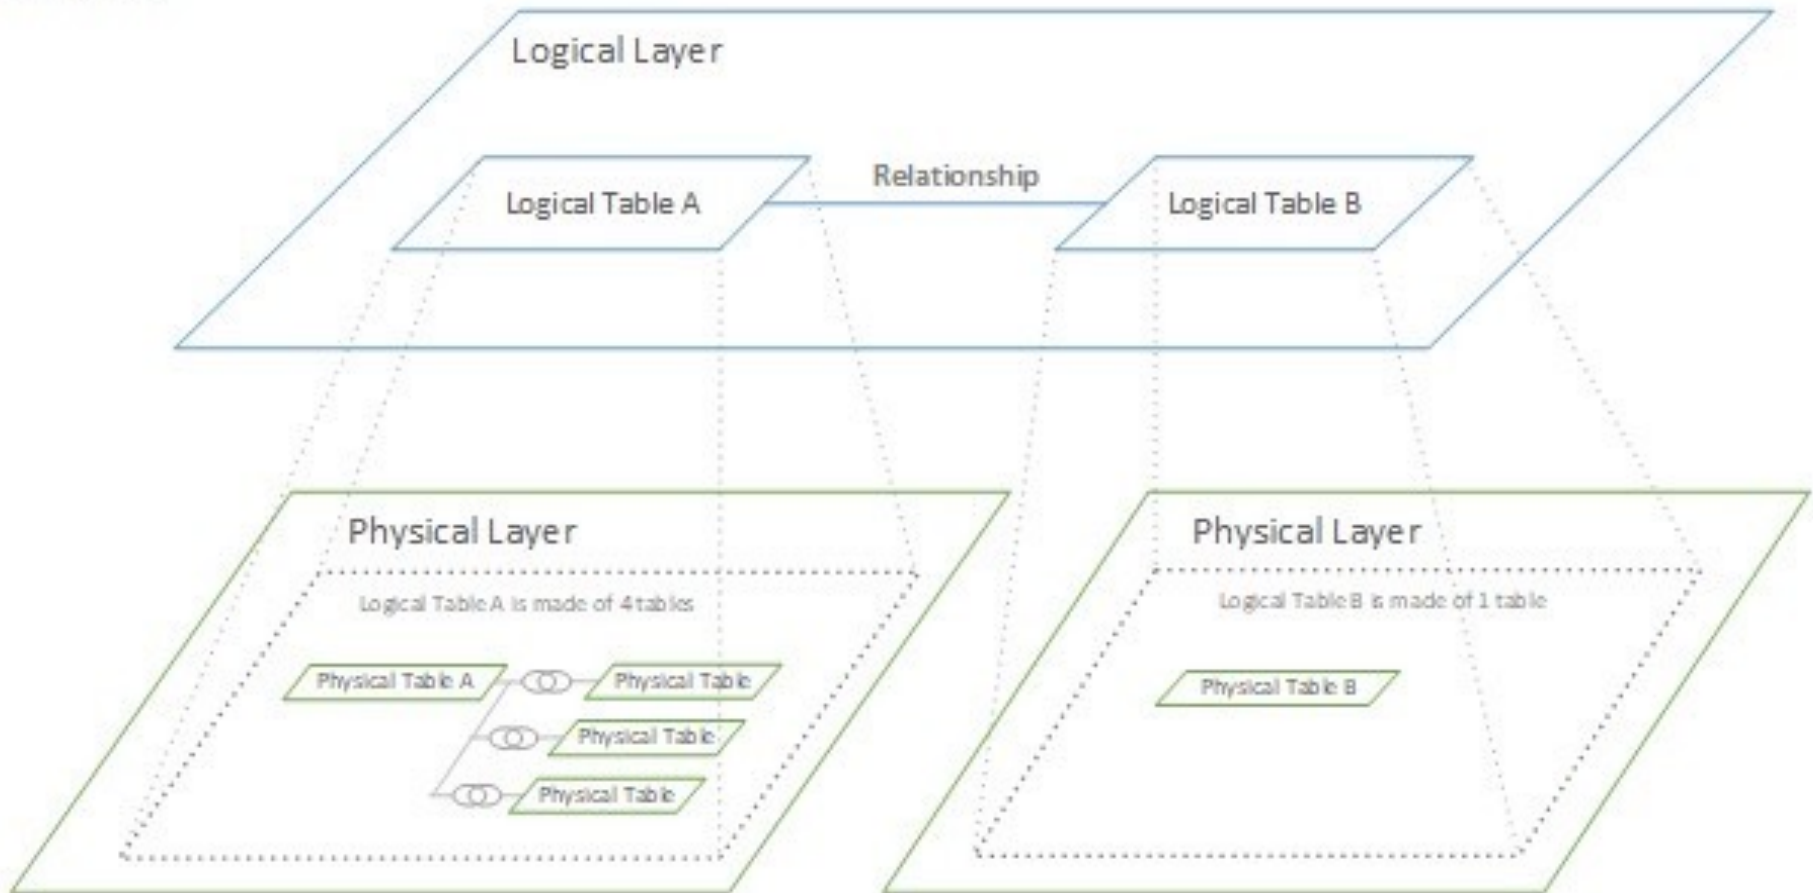 Logical Layer
Relationship
Logical Table A
Logical Table B
Physical Layer
Logical Table A is made of 4 tables
Physical Table A
Physical Table
Physical Table
Physical Table
Physical Layer
Logical Table B is made of 1 table
Physical Table B